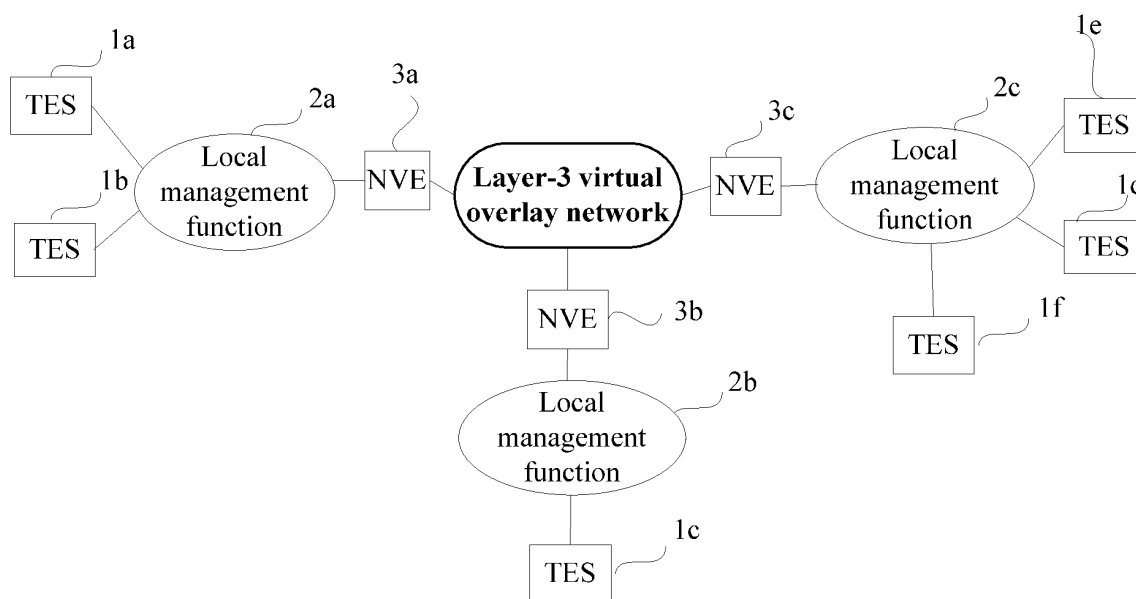 1a
TES
1b
TES
2a
Local
management
function
3a
NVE
Layer-3 virtual
overlay network
3c
NVE
2c
Local
management
function
1e
TES
TES
1f
TES
NVE
3b
2b
Local
management
function
1c
TES